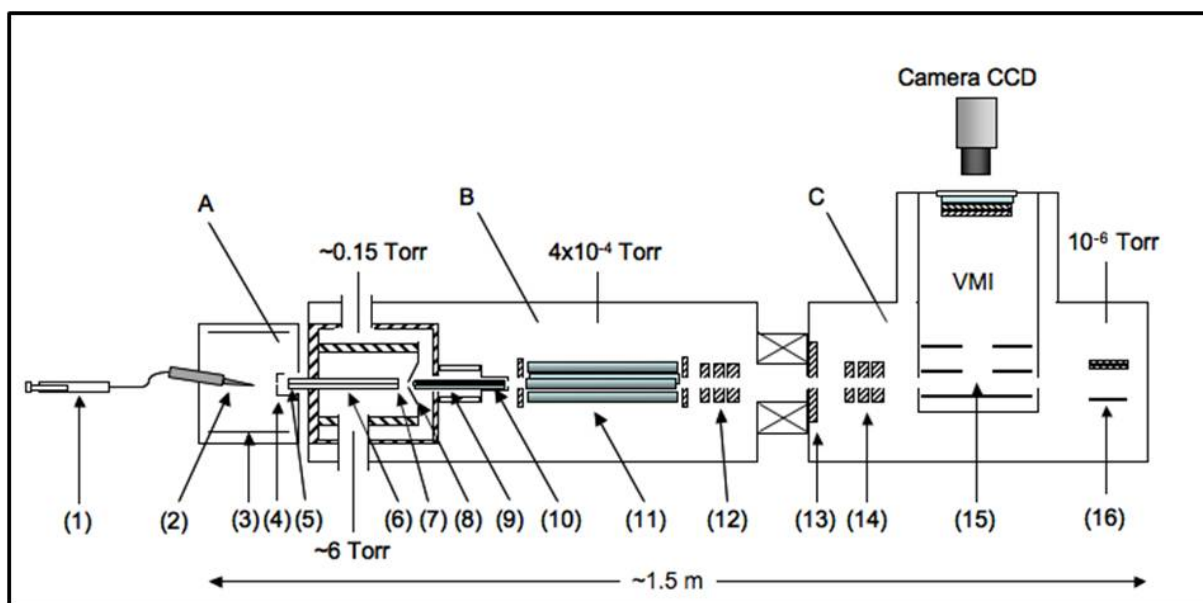 Camera CCD
A
B
C
~0.15 Torr
4x10⁻⁴ Torr
10⁻⁶ Torr
VMI
(1)
(2)
(3)
(4)
(5)
(6)
(7)
(8)
(9)
(10)
(11)
(12)
(13)
(14)
(15)
(16)
~6 Torr
~1.5 m